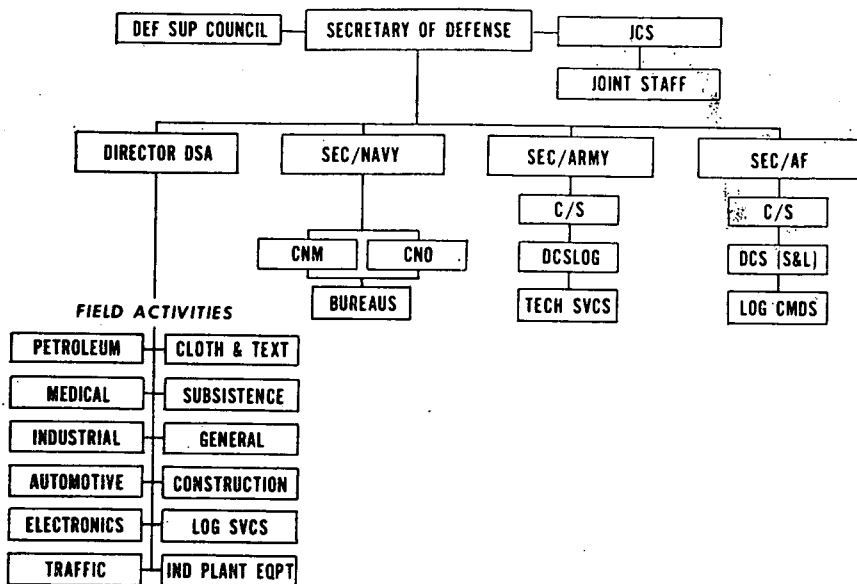 DEF SUP COUNCIL
SECRETARY OF DEFENSE
JCS
JOINT STAFF
DIRECTOR DSA
SEC/NAVY
SEC/ARMY
SEC/AF
C/S
C/S
CNM
CNO
DCSLOG
DCS (S&L)
BUREAUS
TECH SVCS
LOG CMDS
FIELD ACTIVITIES
PETROLEUM
CLOTH & TEXT
MEDICAL
SUBSISTENCE
INDUSTRIAL
GENERAL
AUTOMOTIVE
CONSTRUCTION
ELECTRONICS
LOG SVCS
TRAFFIC
IND PLANT EQPT